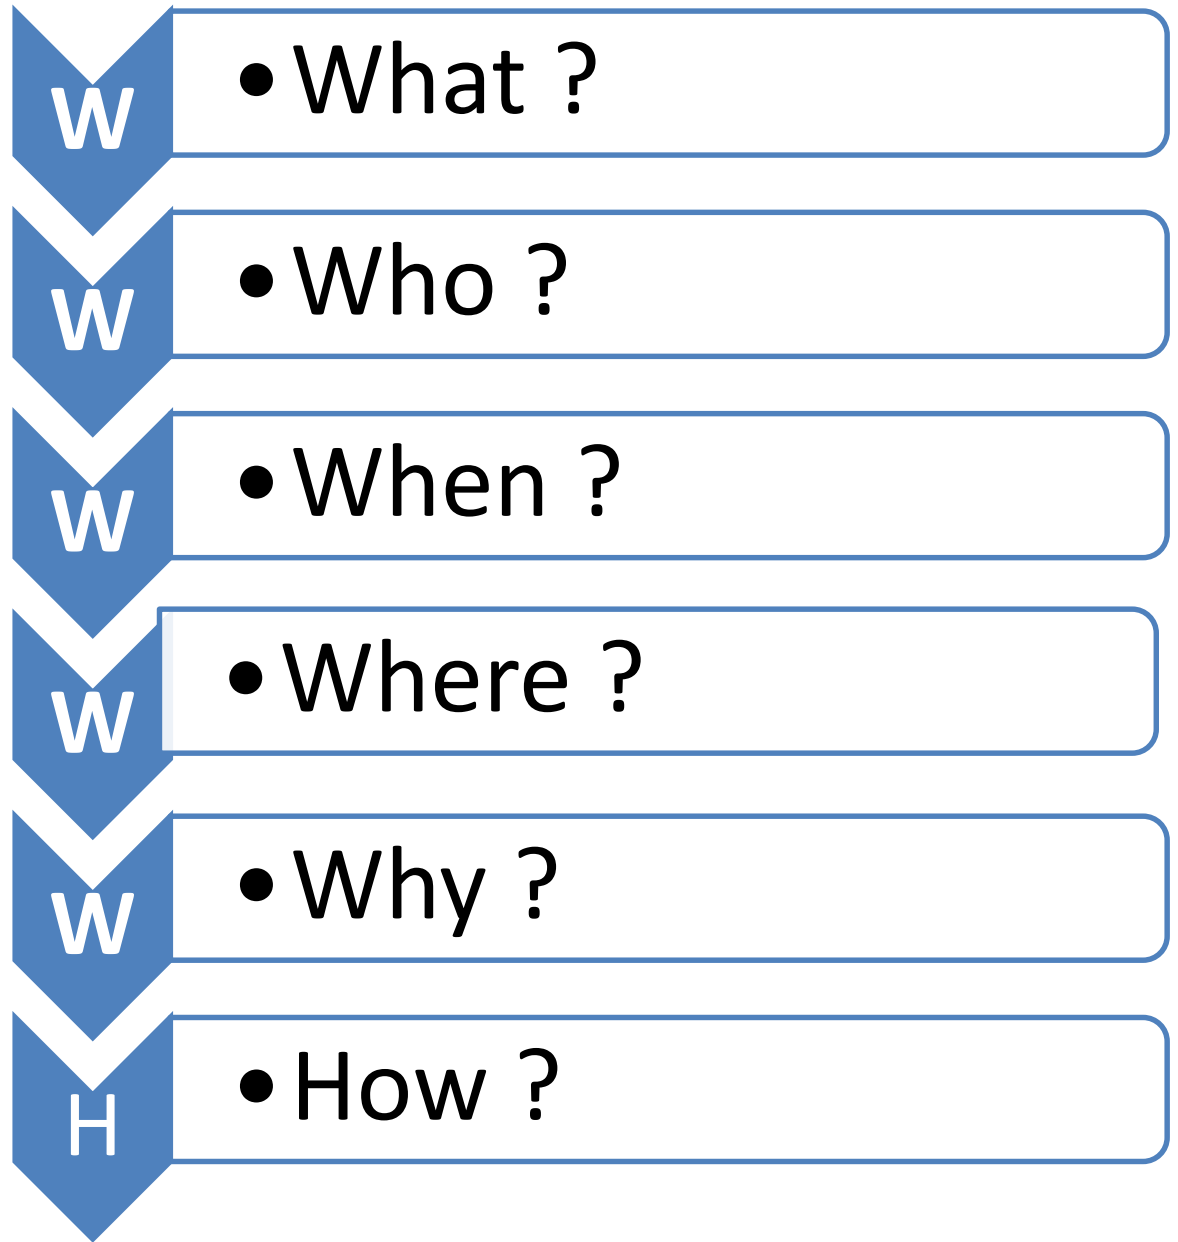 W • What ?
W • Who ?
W • When ?
W • Where ?
W • Why ?
H • How ?